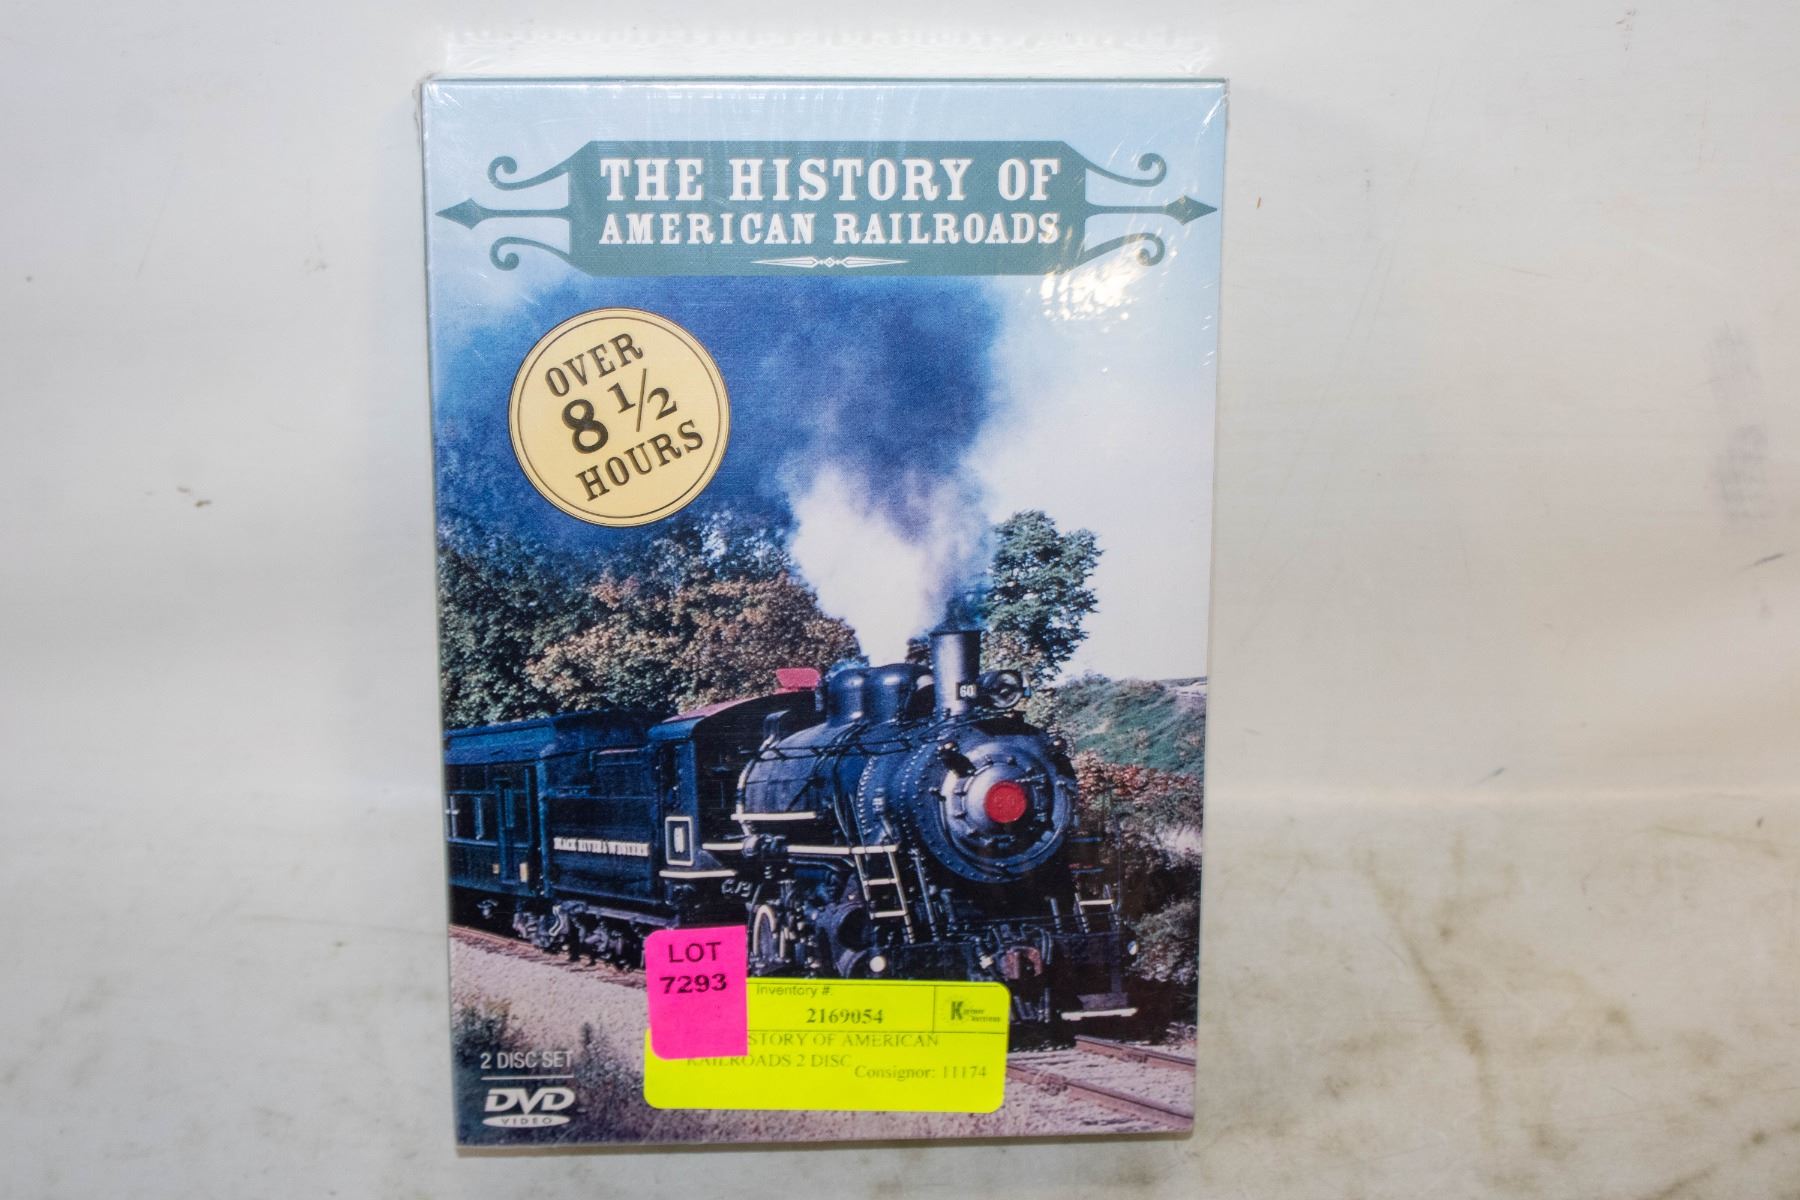 THE HISTORY OF
AMERICAN RAILROADS
OVER
8 1/2
HOURS
60
60
BLACK RIVER & WESTERN
LOT
7293
Inventory #:
2169054
STORY OF AMERICAN
RAILROADS 2 DISC
Consignor: 11174
2 DISC SET
DVD
VIDEO